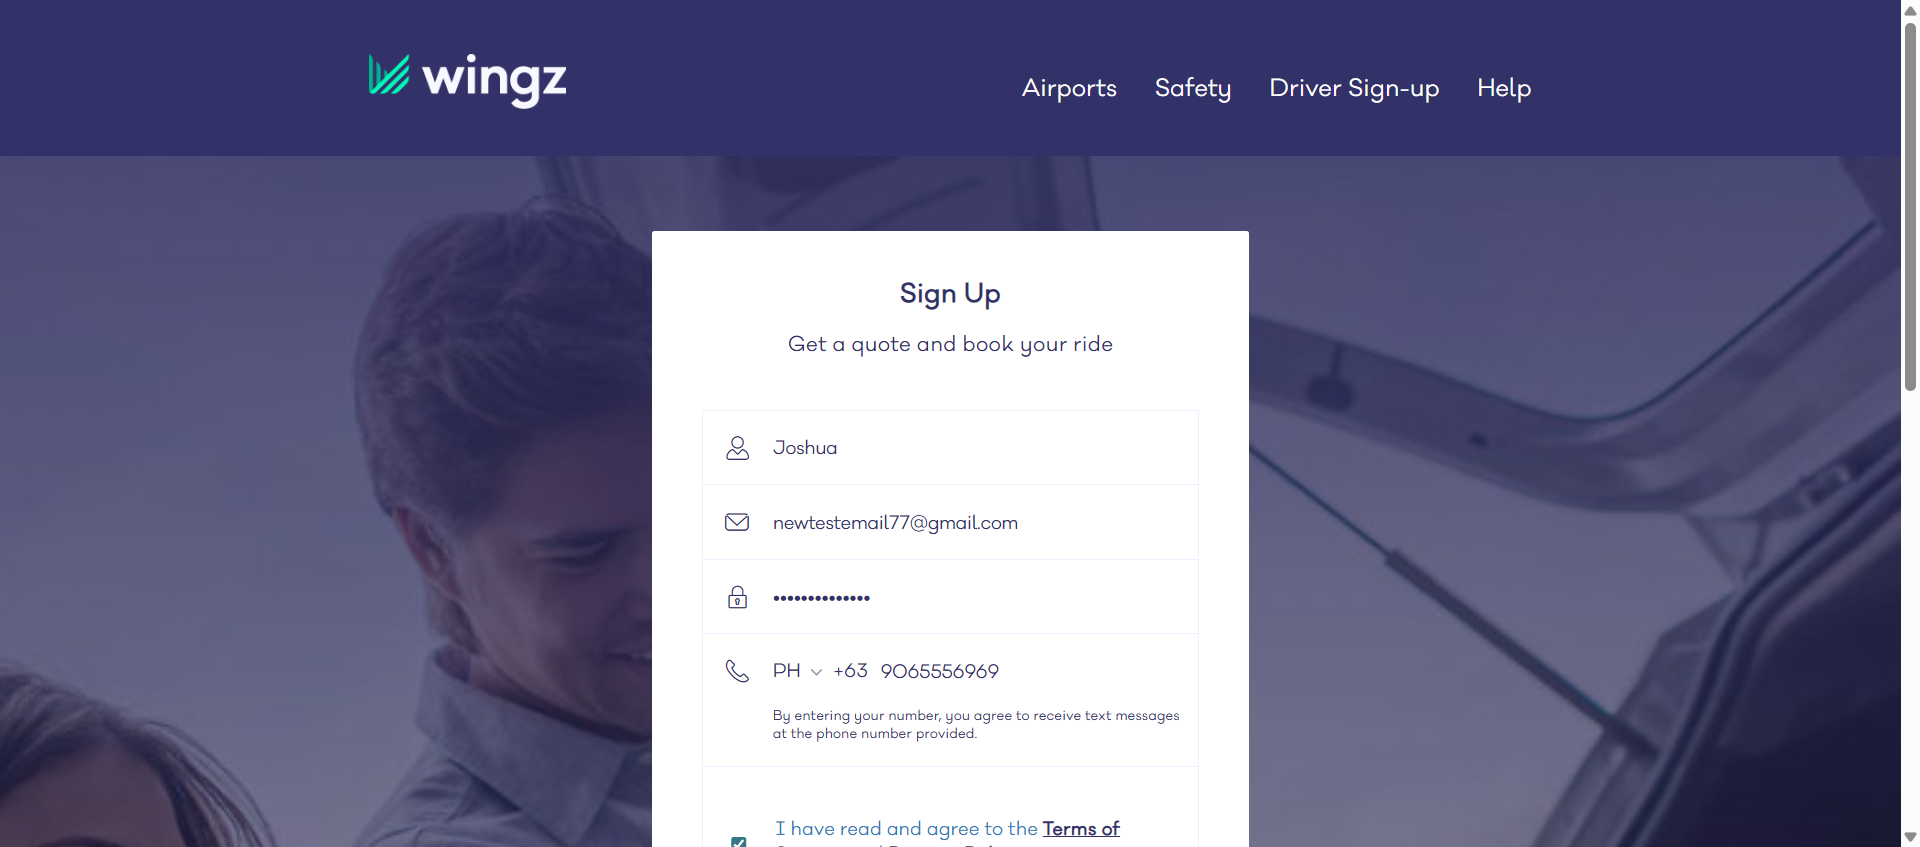 wingz
Airports Safety Driver Sign-up Help
Sign Up
Get a quote and book your ride
Joshua
newtestemail77@gmail.com
••••••••••••••
PH +63 9065556969
By entering your number, you agree to receive text messages
at the phone number provided.
I have read and agree to the Terms of